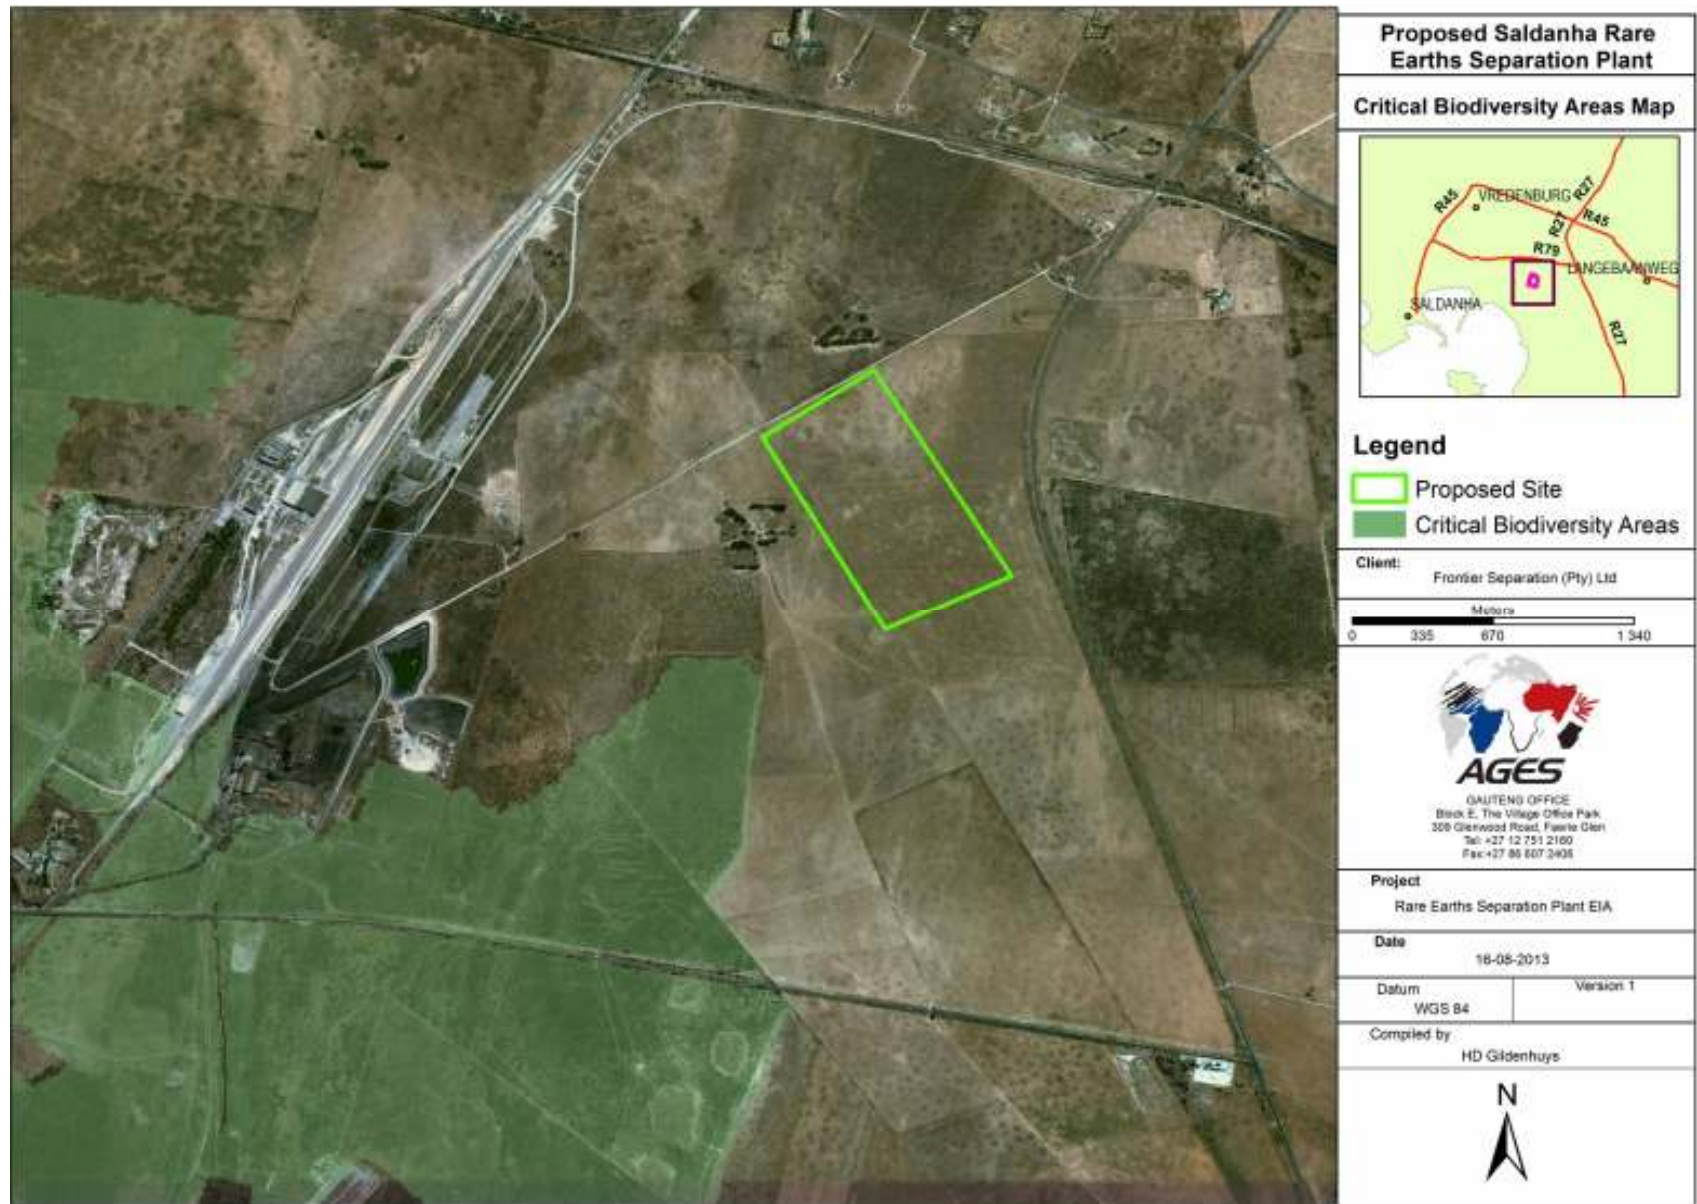 Proposed Saldanha Rare
Earths Separation Plant
Critical Biodiversity Areas Map
R45
VREDENBURG
R27
R27
R45
R79
LANGEBAANWEG
SALDANHA
R27
Legend
Proposed Site
Critical Biodiversity Areas
Client:
Frontier Separation (Pty) Ltd
Meters
0 335 670 1 340
AGES
GAUTENG OFFICE
Block E, The Village Office Park
309 Glenwood Road, Faerie Glen
Tel: +27 12 751 2160
Fax:+27 86 607 2406
Project
Rare Earths Separation Plant EIA
Date
16-08-2013
Datum
WGS 84
Version 1
Compiled by
HD Gildenhuys
N